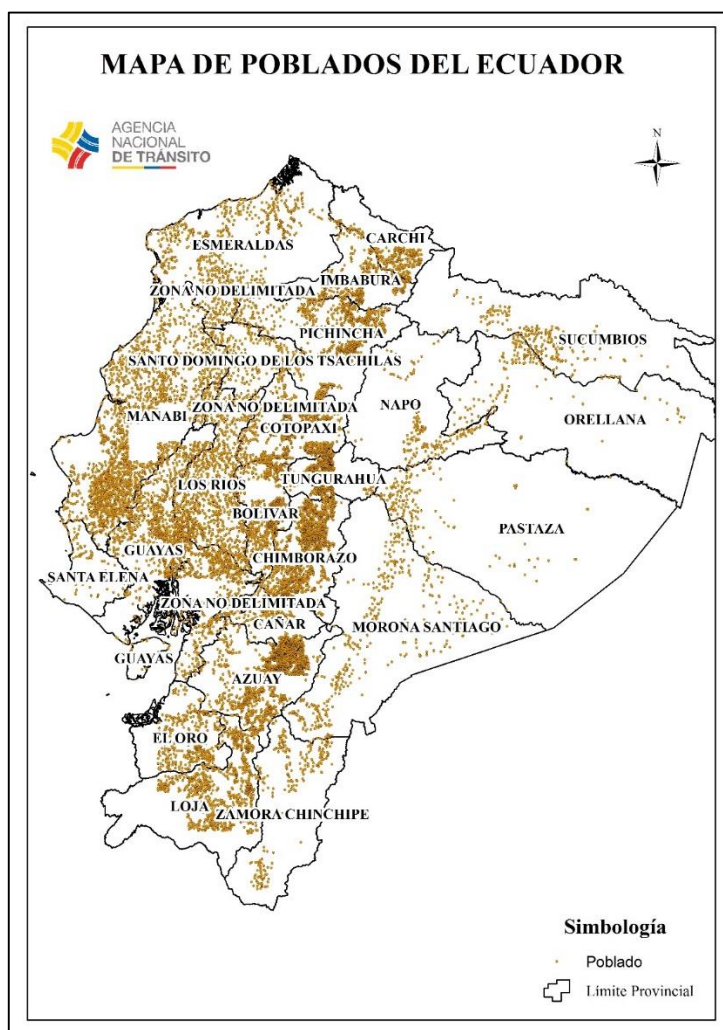 MAPA DE POBLADOS DEL ECUADOR
AGENCIA
NACIONAL
DE TRÁNSITO
N
CARCHI
ESMERALDAS
IMBABURA
ZONA NO DELIMITADA
PICHINCHA
SUCUMBIOS
SANTO DOMINGO DE LOS TSACHILAS
NAPO
MANABI
ZONA NO DELIMITADA
ORELLANA
COTOPAXI
TUNGURAHUA
LOS RIOS
BOLIVAR
PASTAZA
GUAYAS
CHIMBORAZO
SANTA ELENA
ZONA NO DELIMITADA
CAÑAR
MORONA SANTIAGO
GUAYAS
AZUAY
EL ORO
LOJA
ZAMORA CHINCHIPE
Simbología
Poblado
Límite Provincial